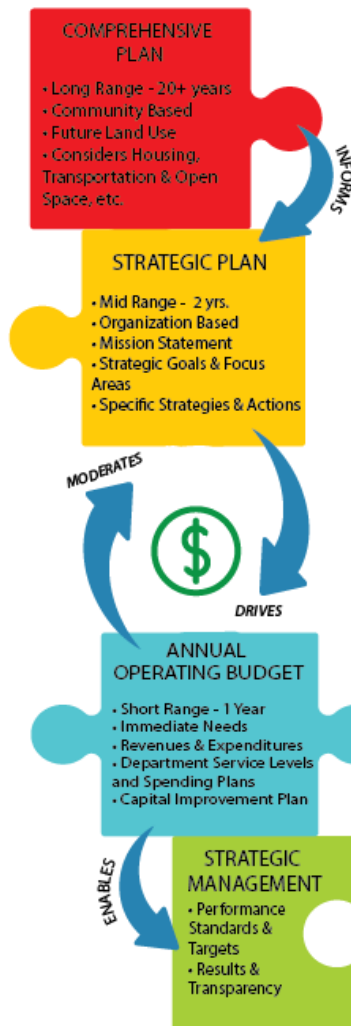 COMPREHENSIVE
PLAN
• Long Range - 20+ years
• Community Based
• Future Land Use
• Considers Housing,
Transportation & Open
Space, etc.
INFORMS
STRATEGIC PLAN
• Mid Range - 2 yrs.
• Organization Based
• Mission Statement
• Strategic Goals & Focus
Areas
• Specific Strategies & Actions
MODERATES
$
DRIVES
ANNUAL
OPERATING BUDGET
• Short Range - 1 Year
• Immediate Needs
• Revenues & Expenditures
• Department Service Levels
and Spending Plans
• Capital Improvement Plan
ENABLES
STRATEGIC
MANAGEMENT
• Performance
Standards &
Targets
• Results &
Transparency